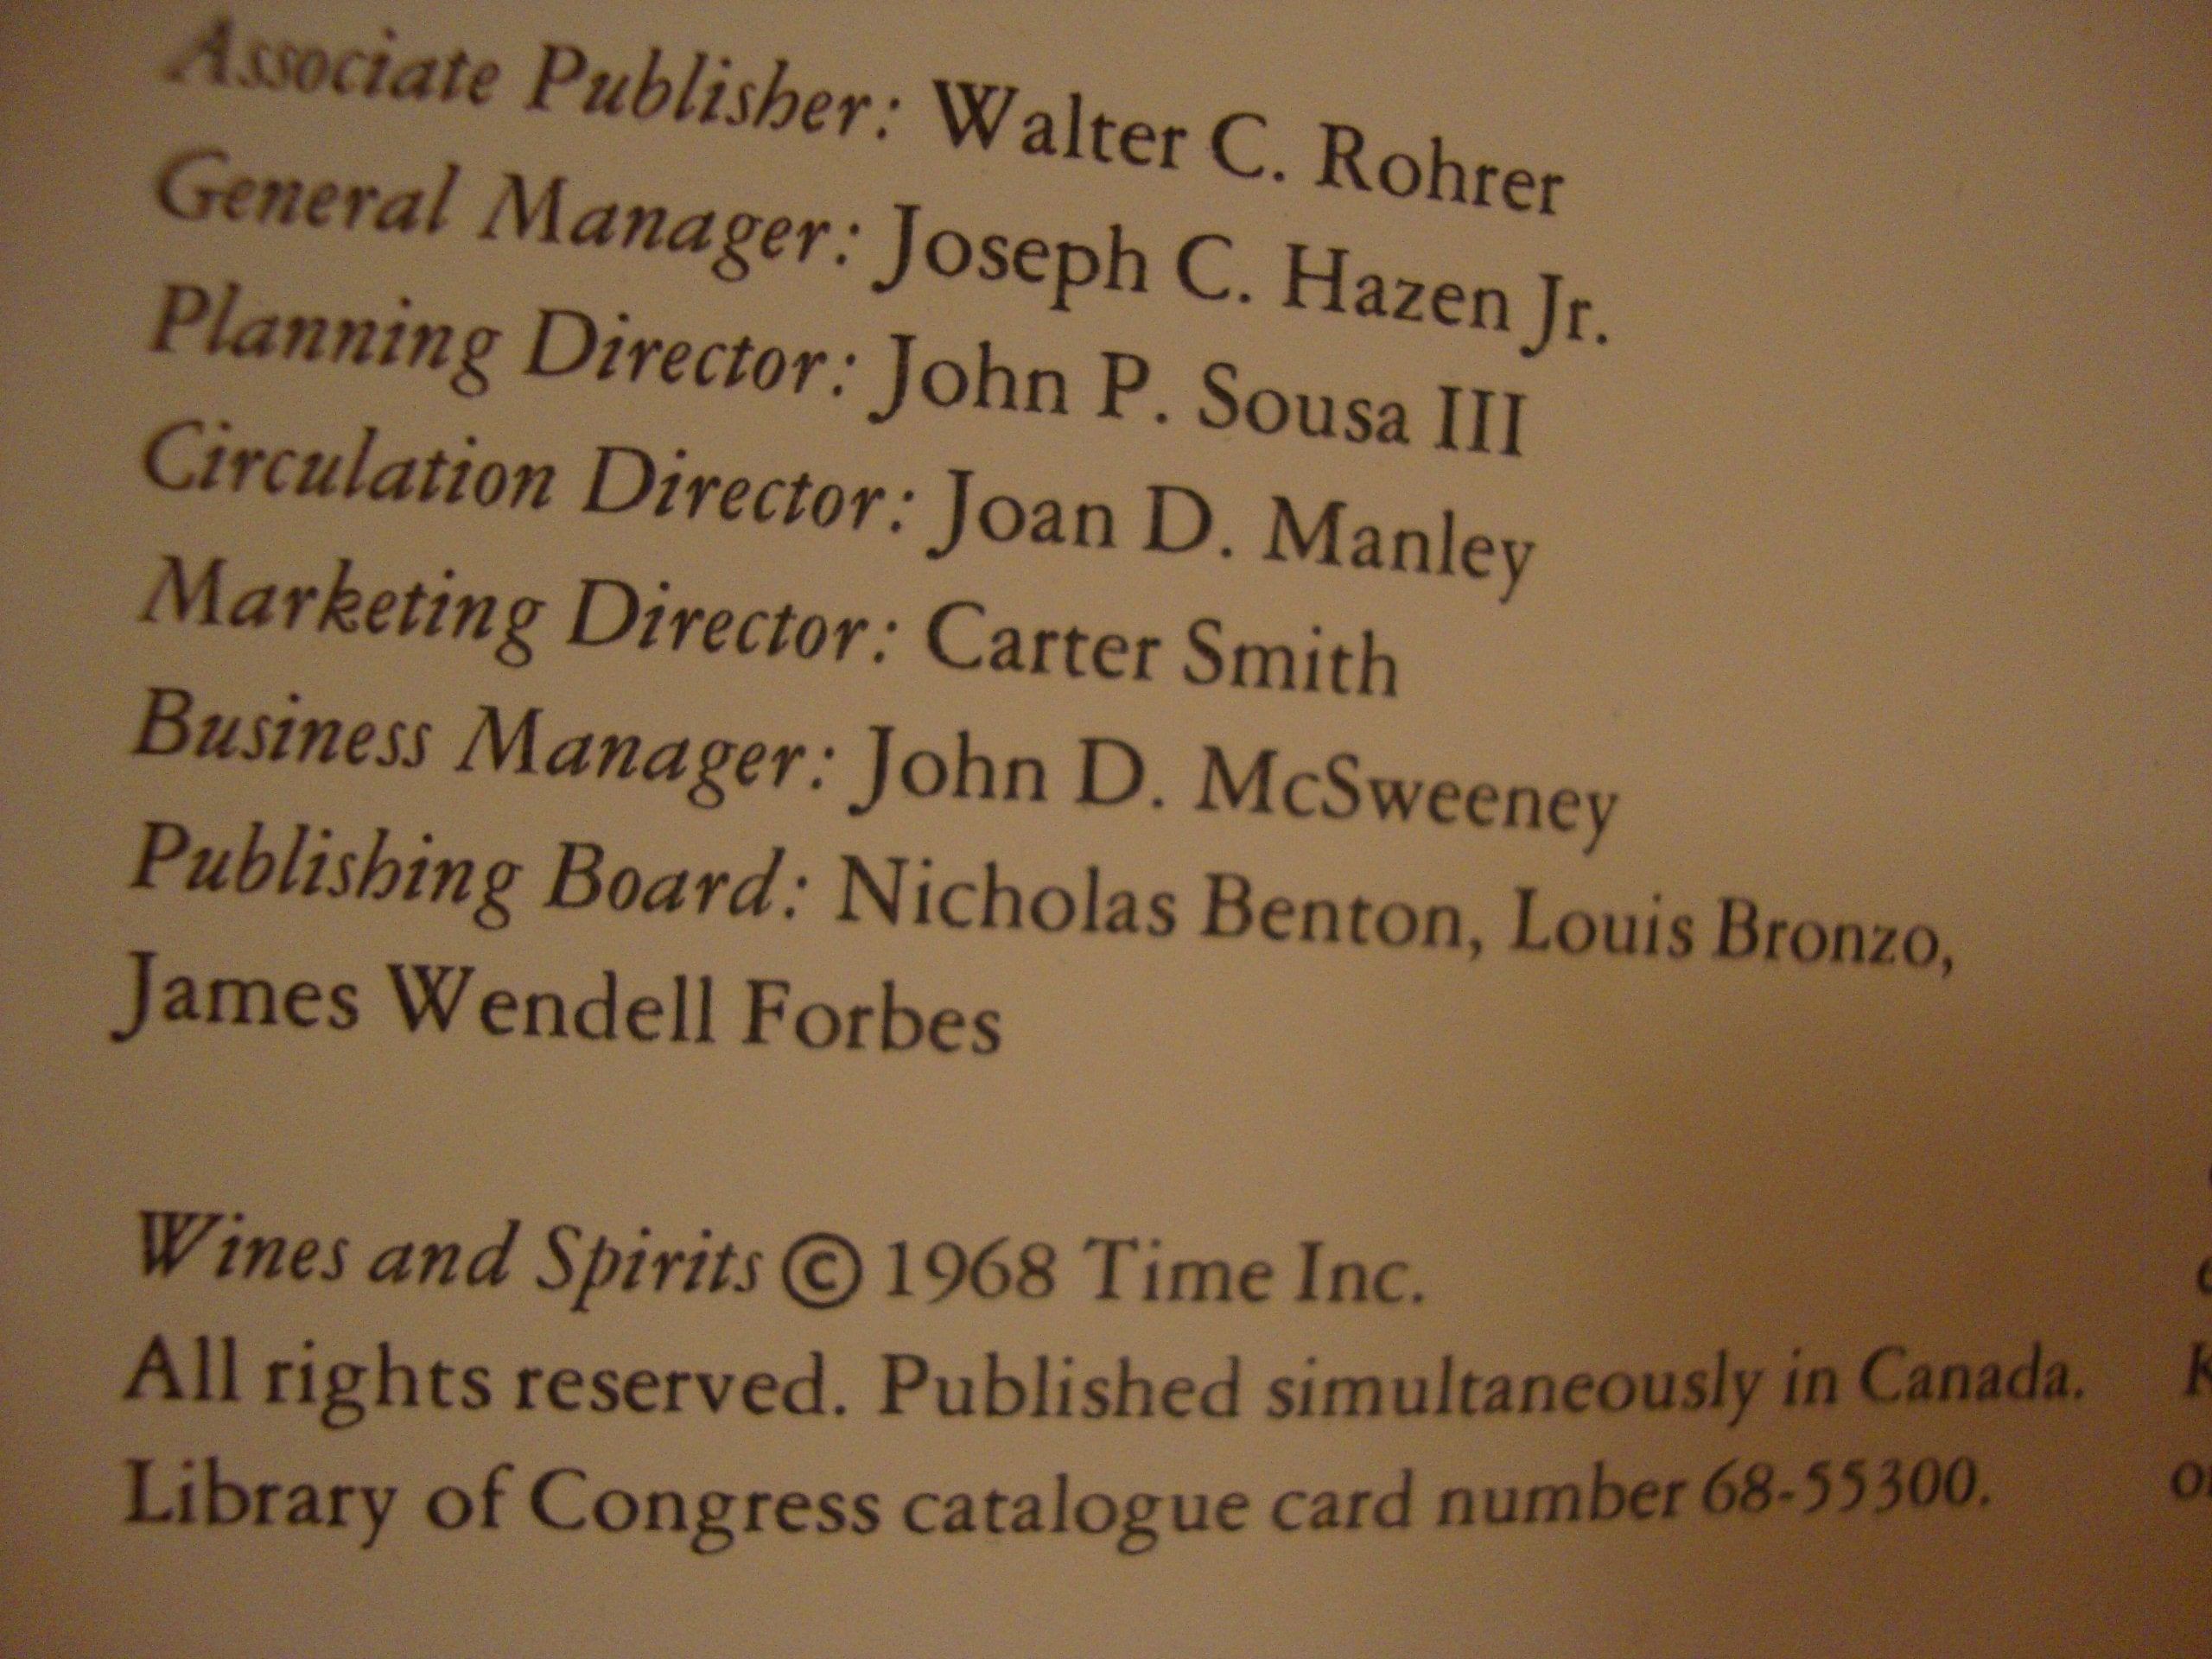 Associate Publisher: Walter C. Rohrer
General Manager: Joseph C. Hazen Jr.
Planning Director: John P. Sousa III
Circulation Director: Joan D. Manley
Marketing Director: Carter Smith
Business Manager: John D. McSweeney
Publishing Board: Nicholas Benton, Louis Bronzo,
James Wendell Forbes
Wines and Spirits © 1968 Time Inc.
All rights reserved. Published simultaneously in Canada.
Library of Congress catalogue card number 68-55300.